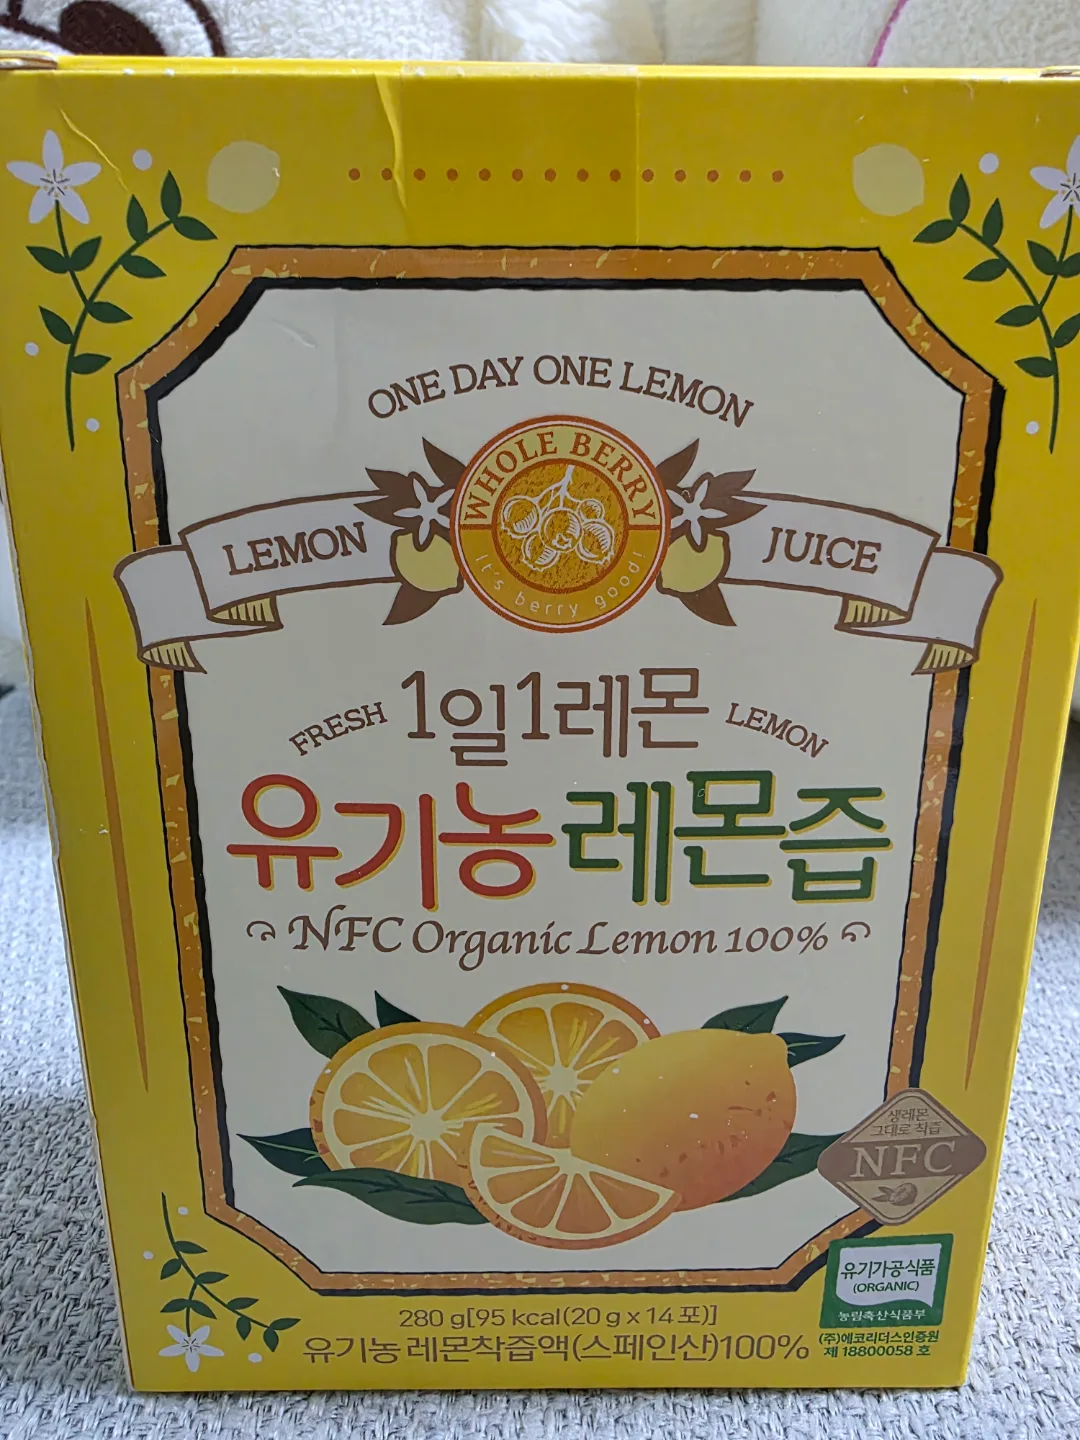 ONE DAY ONE LEMON
WHOLE BERRY
It's berry good!
LEMON
JUICE
FRESH
1일1레몬
LEMON
유기농 레몬즙
NFC Organic Lemon 100%
생레몬
그대로 착즙
NFC
유기가공식품
(ORGANIC)
농림축산식품부
(주)에코리더스인증원
제 18800058 호
280 g[95 kcal(20 g x 14 포)]
유기농 레몬착즙액(스페인산)100%